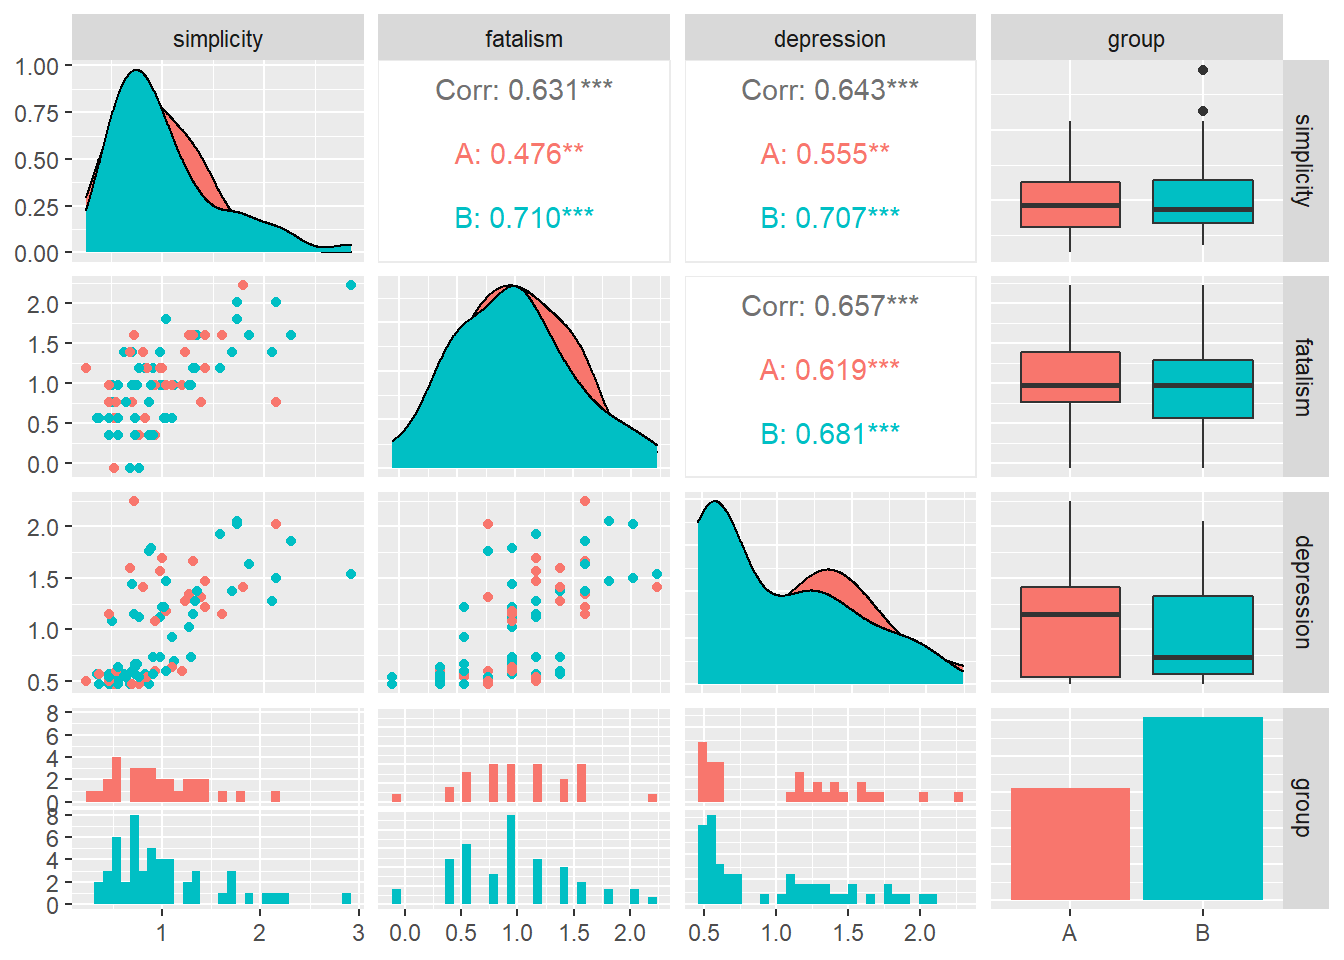 simplicity fatalism depression group
1.00
0.75
0.50
0.25
0.00
Corr: 0.631***
A: 0.476**
B: 0.710***
Corr: 0.643***
A: 0.555**
B: 0.707***
simplicity
2.0
1.5
1.0
0.5
0.0
Corr: 0.657***
A: 0.619***
B: 0.681***
fatalism
2.0
1.5
1.0
0.5
depression
8
6
4
2
0
8
6
4
2
0
group
1 2 3
0.0 0.5 1.0 1.5 2.0
0.5 1.0 1.5 2.0
A B